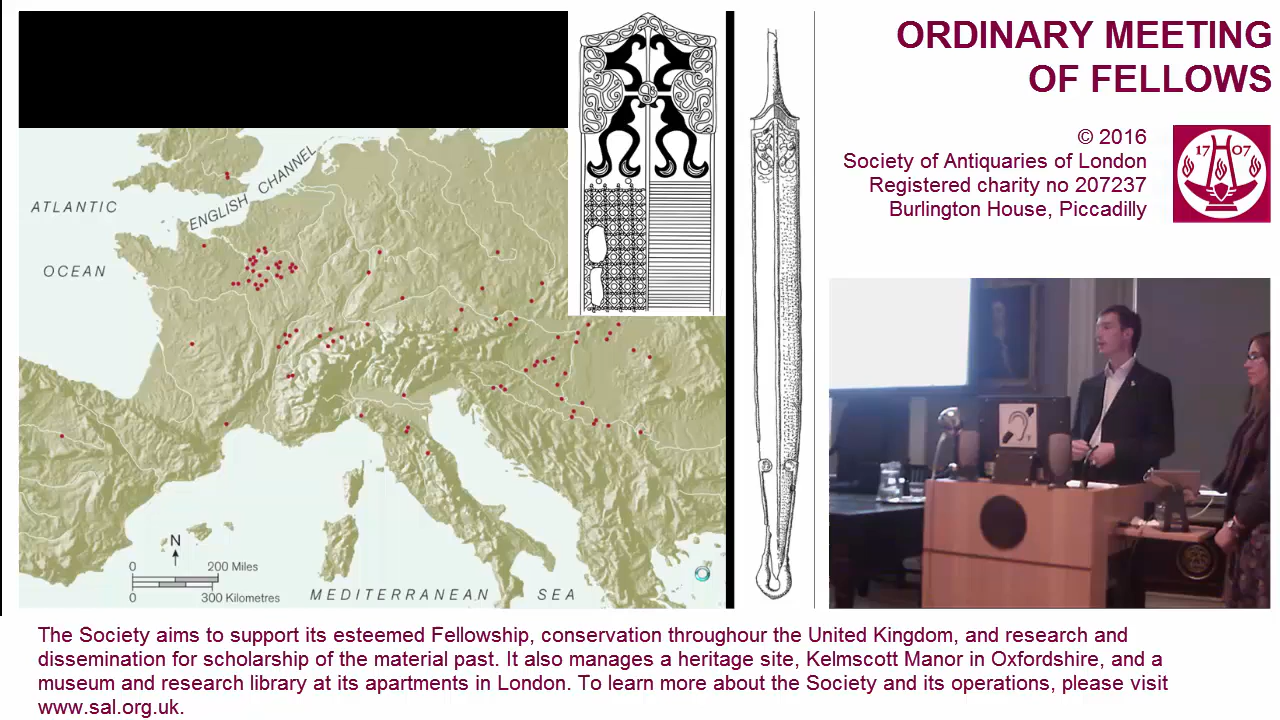 ORDINARY MEETING
OF FELLOWS
© 2016
Society of Antiquaries of London
Registered charity no 207237
Burlington House, Piccadilly
17 07
ATLANTIC
OCEAN
ENGLISH CHANNEL
N
0 200 Miles
0 300 Kilometres
MEDITERRANEAN SEA
The Society aims to support its esteemed Fellowship, conservation throughour the United Kingdom, and research and
dissemination for scholarship of the material past. It also manages a heritage site, Kelmscott Manor in Oxfordshire, and a
museum and research library at its apartments in London. To learn more about the Society and its operations, please visit
www.sal.org.uk.